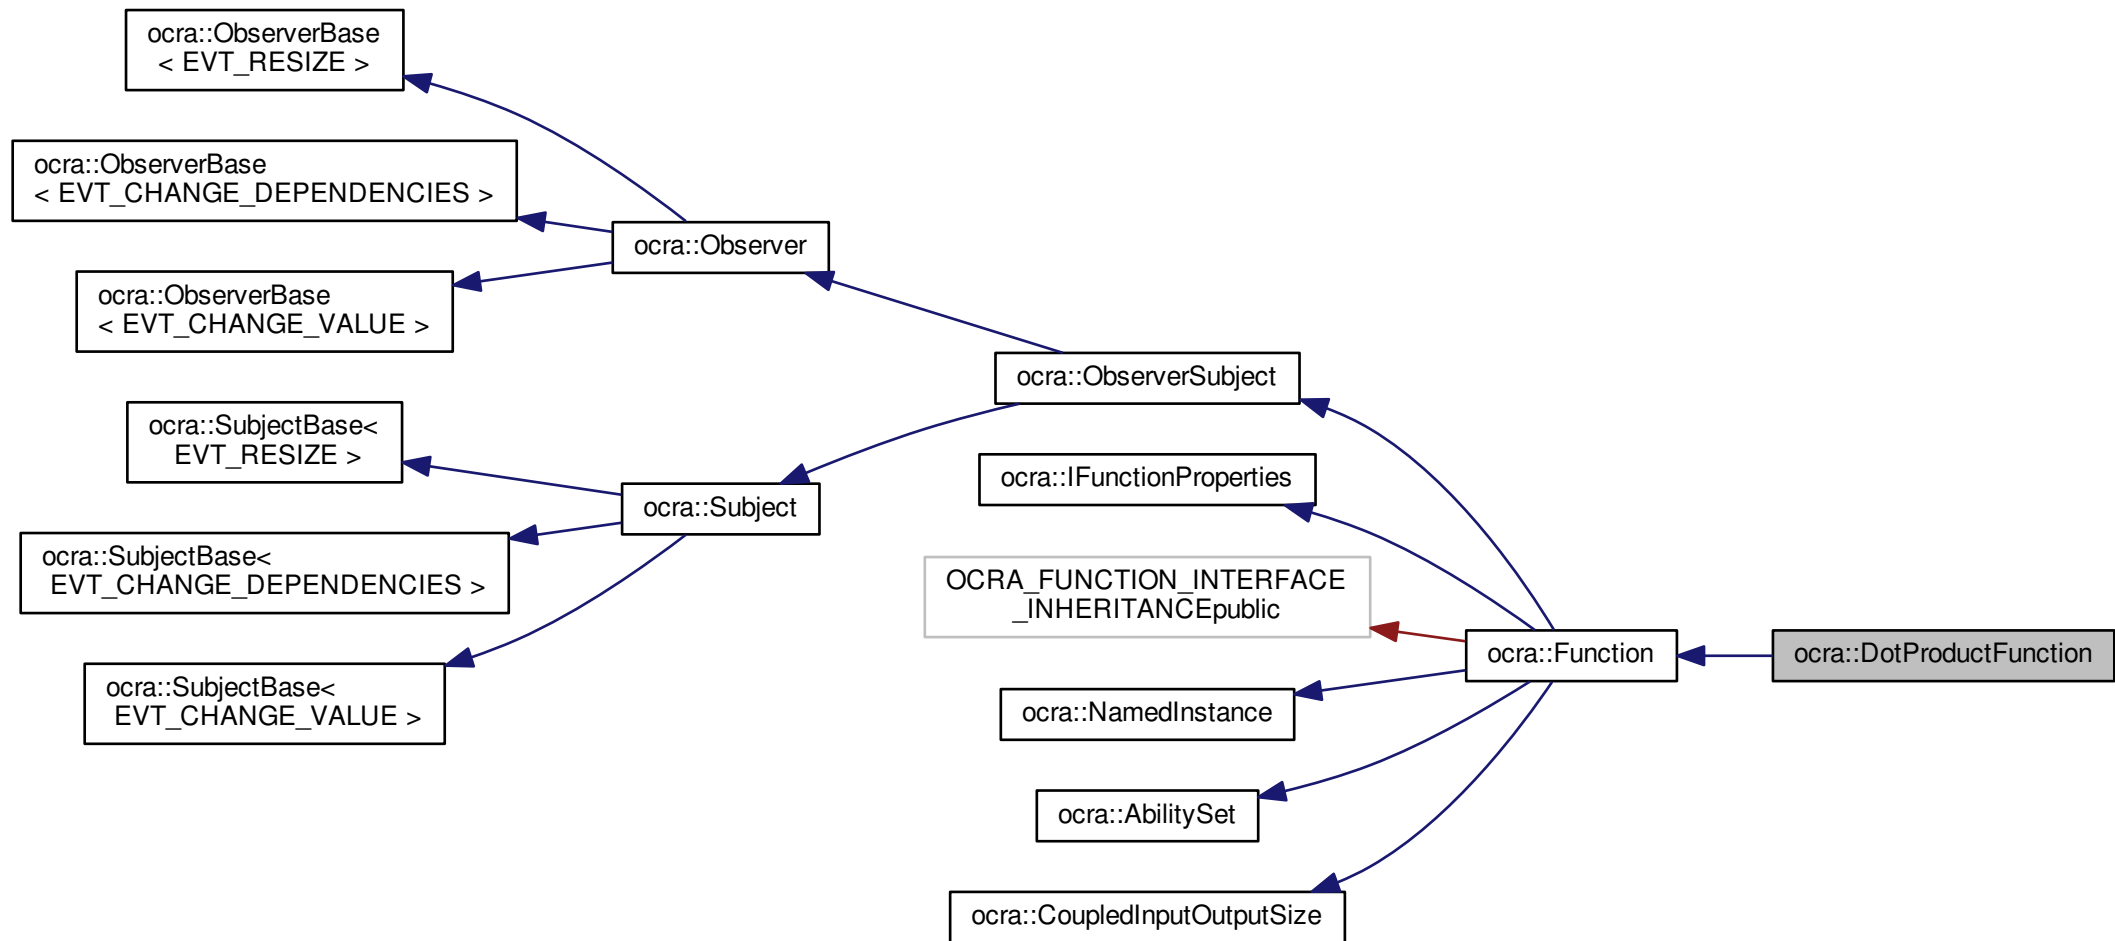 ocra::ObserverBase
< EVT_RESIZE >
ocra::ObserverBase
< EVT_CHANGE_DEPENDENCIES >
ocra::Observer
ocra::ObserverBase
< EVT_CHANGE_VALUE >
ocra::ObserverSubject
ocra::SubjectBase<
EVT_RESIZE >
ocra::IFunctionProperties
ocra::Subject
ocra::SubjectBase<
EVT_CHANGE_DEPENDENCIES >
OCRA_FUNCTION_INTERFACE
_INHERITANCEpublic
ocra::Function
ocra::DotProductFunction
ocra::SubjectBase<
EVT_CHANGE_VALUE >
ocra::NamedInstance
ocra::AbilitySet
ocra::CoupledInputOutputSize